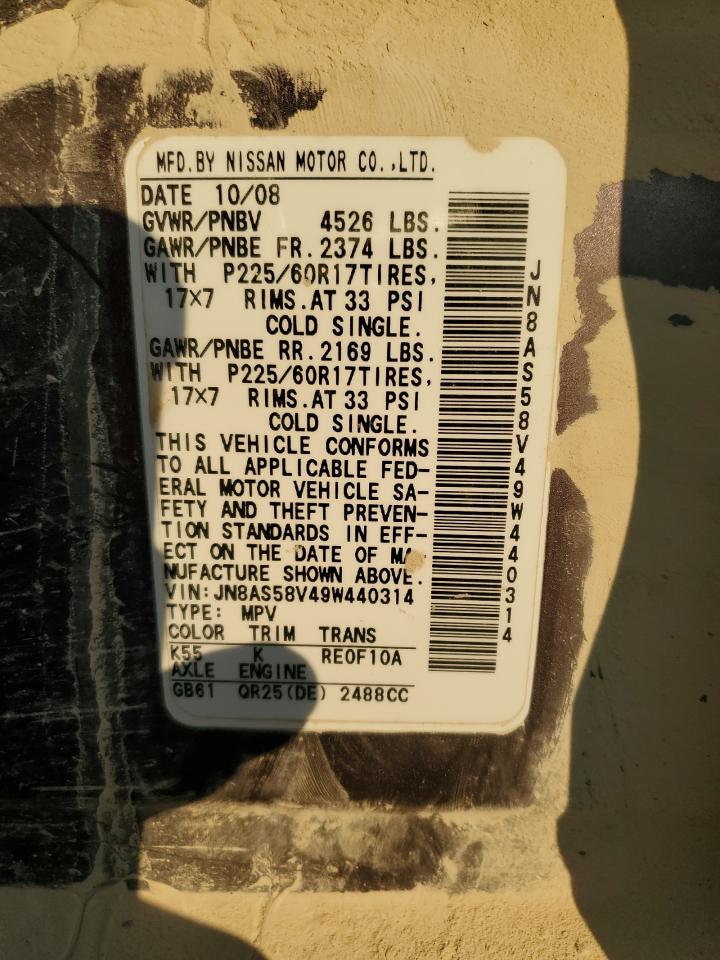 MFD.BY NISSAN MOTOR CO.,LTD.
DATE 10/08
GVWR/PNBV 4526 LBS.
GAWR/PNBE FR.2374 LBS.
WITH P225/60R17TIRES,
17×7 RIMS.AT 33 PSI
COLD SINGLE.
GAWR/PNBE RR.2169 LBS.
WITH P225/60R17TIRES,
17×7 RIMS.AT 33 PSI
COLD SINGLE.
THIS VEHICLE CONFORMS
TO ALL APPLICABLE FED-
ERAL MOTOR VEHICLE SA-
FETY AND THEFT PREVEN-
TION STANDARDS IN EFF-
ECT ON THE DATE OF MA-
NUFACTURE SHOWN ABOVE.
VIN:JN8AS58V49W440314
TYPE: MPV
COLOR TRIM TRANS
K55 K RE0F10A
AXLE ENGINE
GB61 QR25(DE) 2488CC
JN8AS58V49W440314